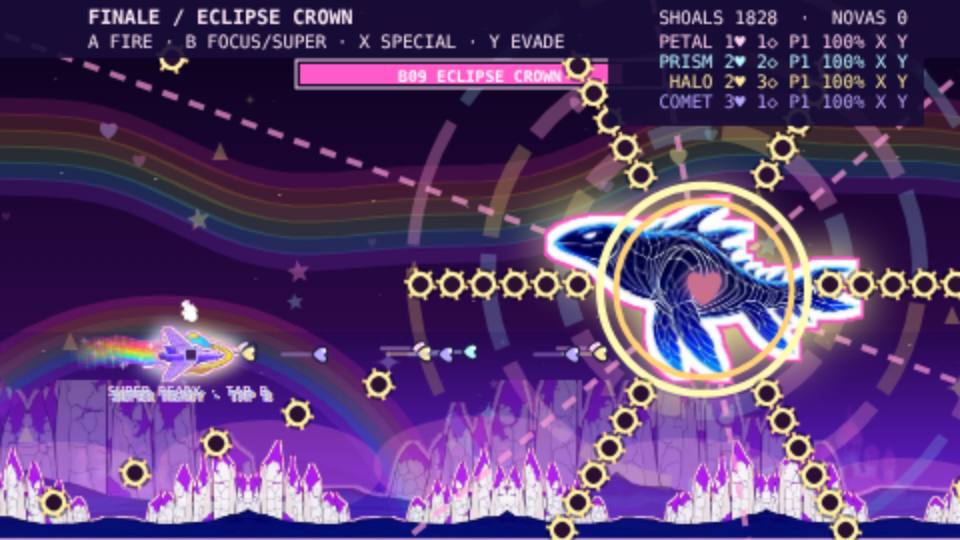 FINALE / ECLIPSE CROWN
A FIRE · B FOCUS/SUPER · X SPECIAL · Y EVADE
SHOALS 1828 · NOVAS 0
PETAL 1♥ 1◇ P1 100% X Y
PRISM 2♥ 2◇ P1 100% X Y
HALO 2♥ 3◇ P1 100% X Y
COMET 3♥ 1◇ P1 100% X Y
B09 ECLIPSE CROWN
SUPER READY · TAP B